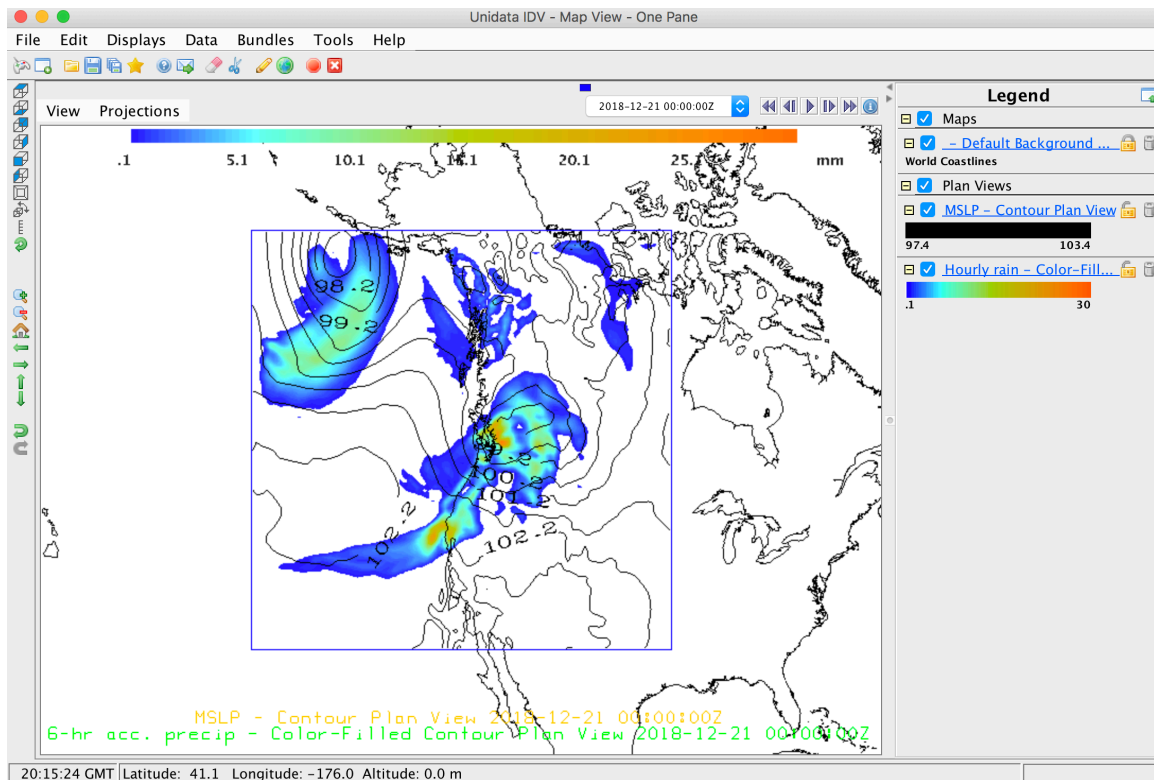 Unidata IDV - Map View - One Pane
File Edit Displays Data Bundles Tools Help
View Projections
2018-12-21 00:00:00Z
.1 5.1 10.1 20.1 25. mm
98.2
99.2
9.2
100.2
101.2
102.2
102.2
MSLP - Contour Plan View 2018-12-21 00:00:00Z
6-hr acc. precip - Color-Filled Contour Plan View 2018-12-21 00:00:00Z
Legend
Maps
- Default Background ...
World Coastlines
Plan Views
MSLP - Contour Plan View
97.4 103.4
Hourly rain - Color-Fill...
.1 30
20:15:24 GMT Latitude: 41.1 Longitude: -176.0 Altitude: 0.0 m